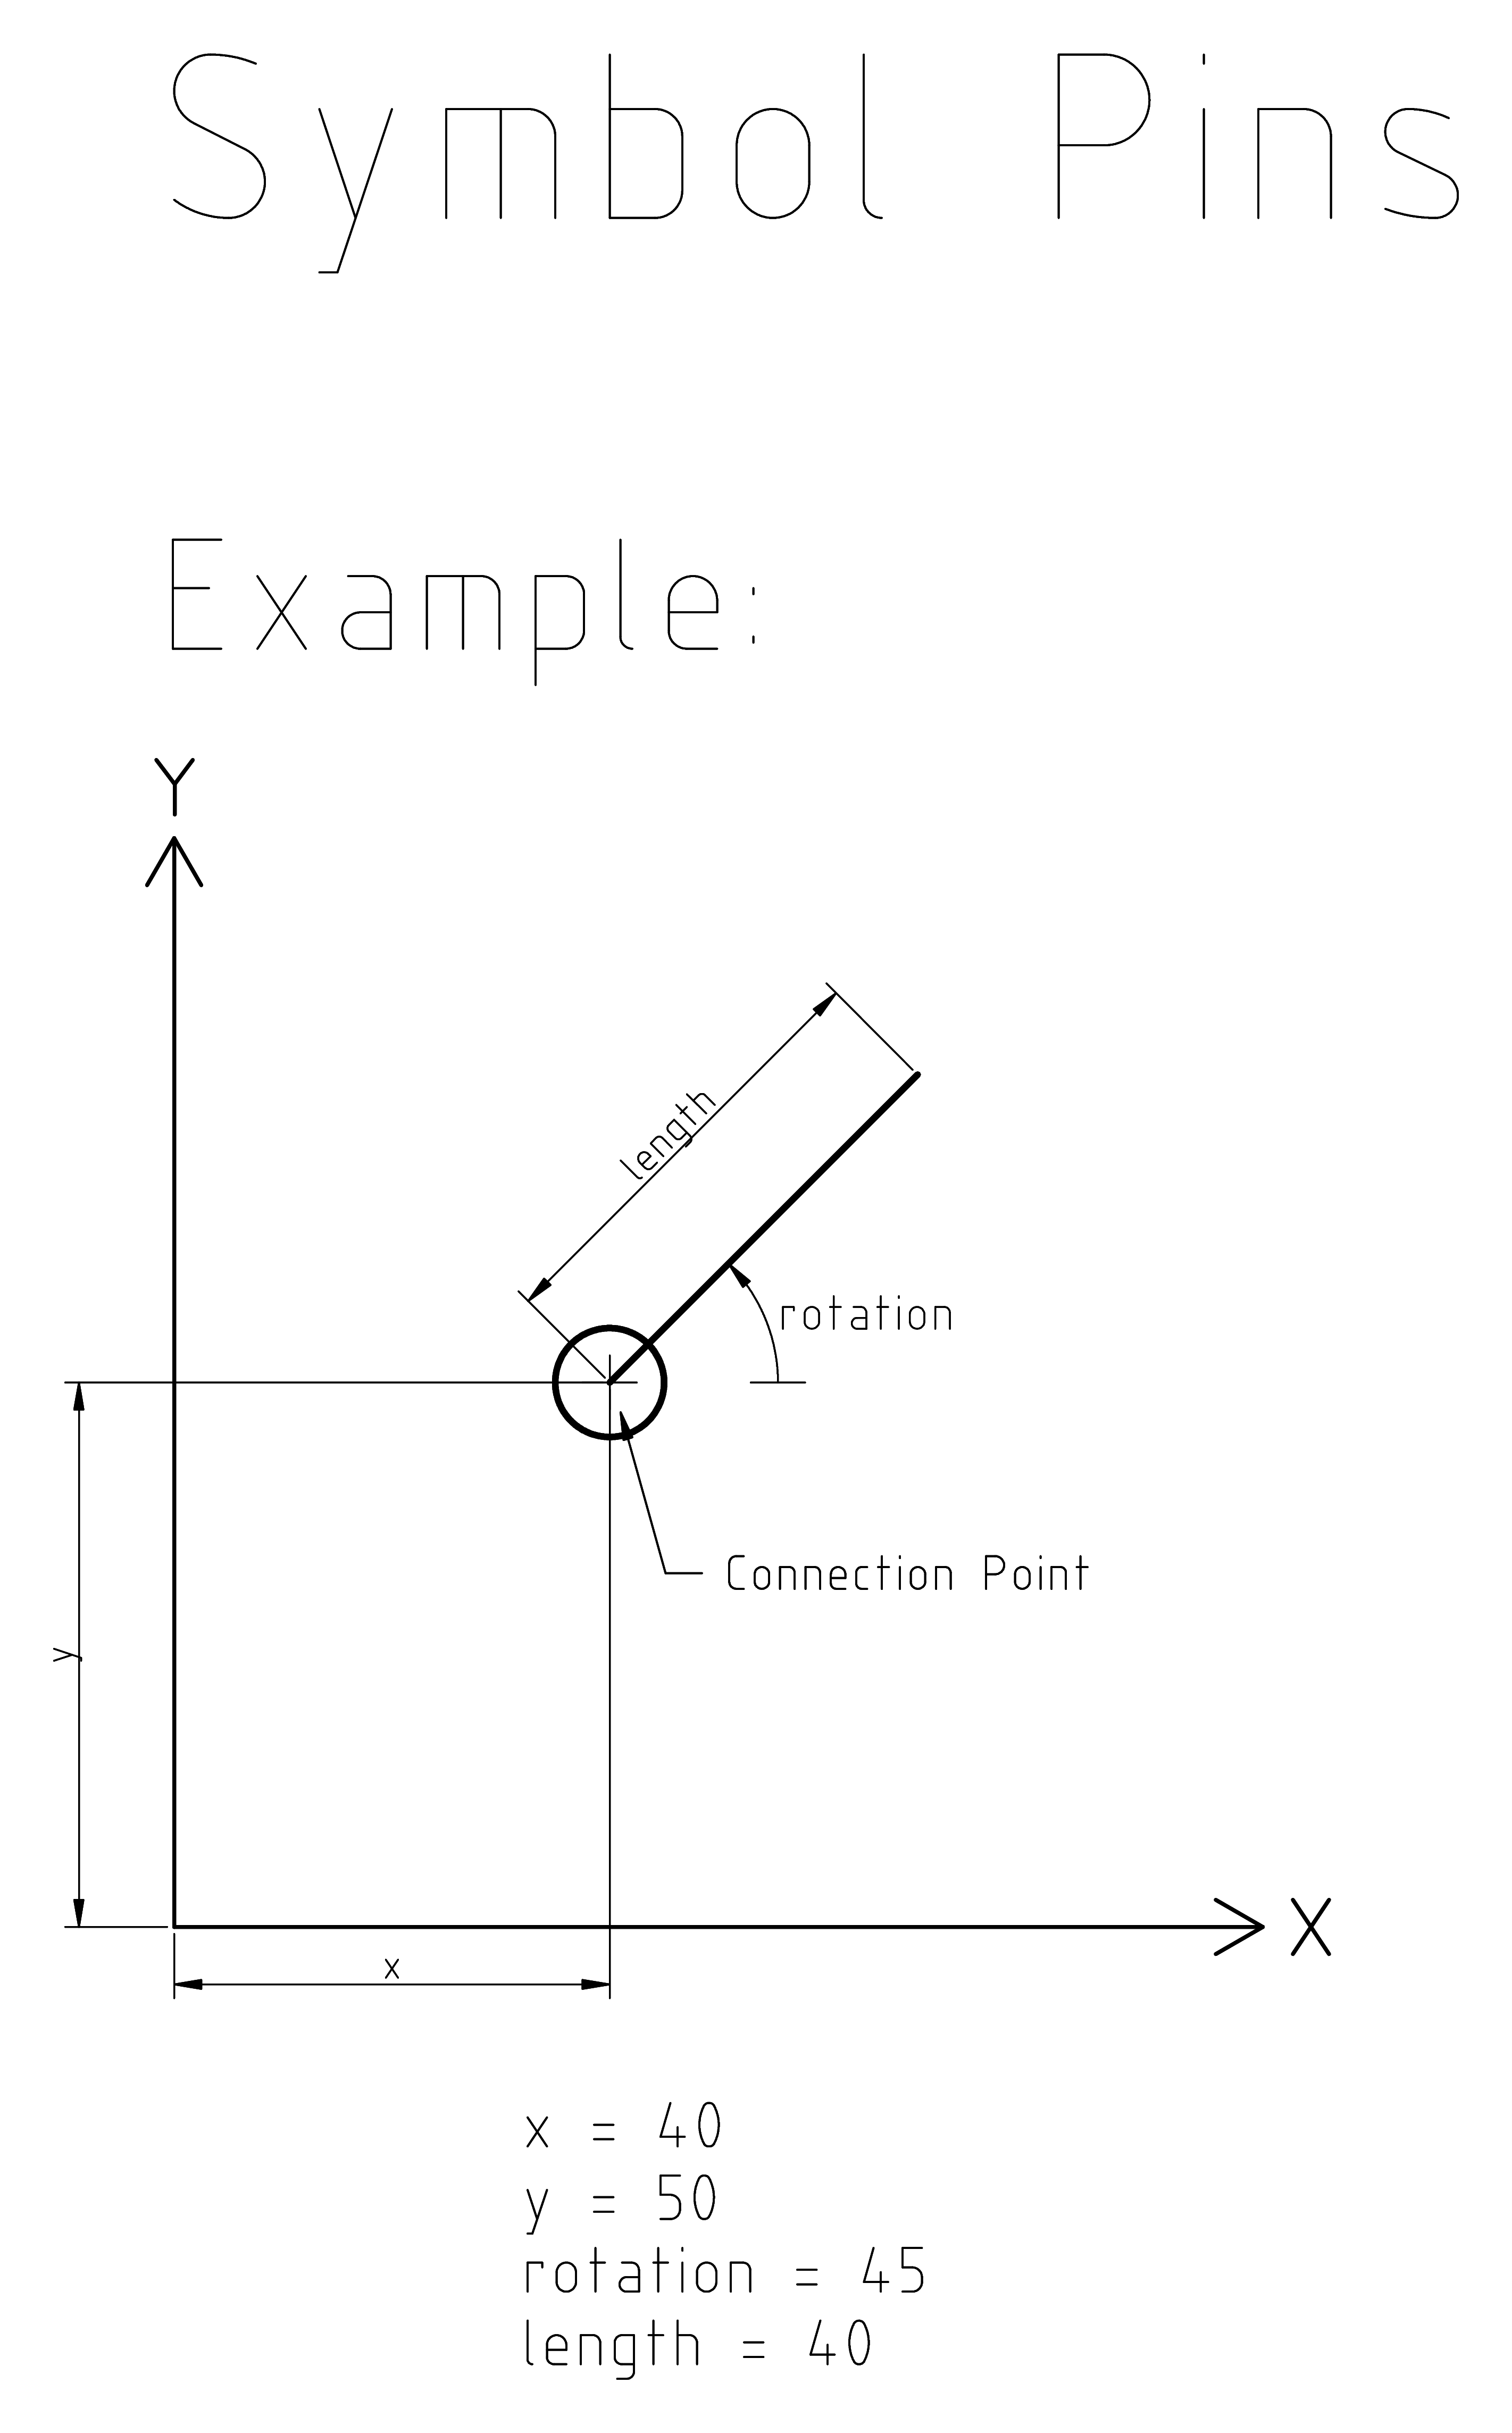 Symbol Pins
Example:
Y
length
rotation
Connection Point
y
X
x
x = 40
y = 50
rotation = 45
length = 40